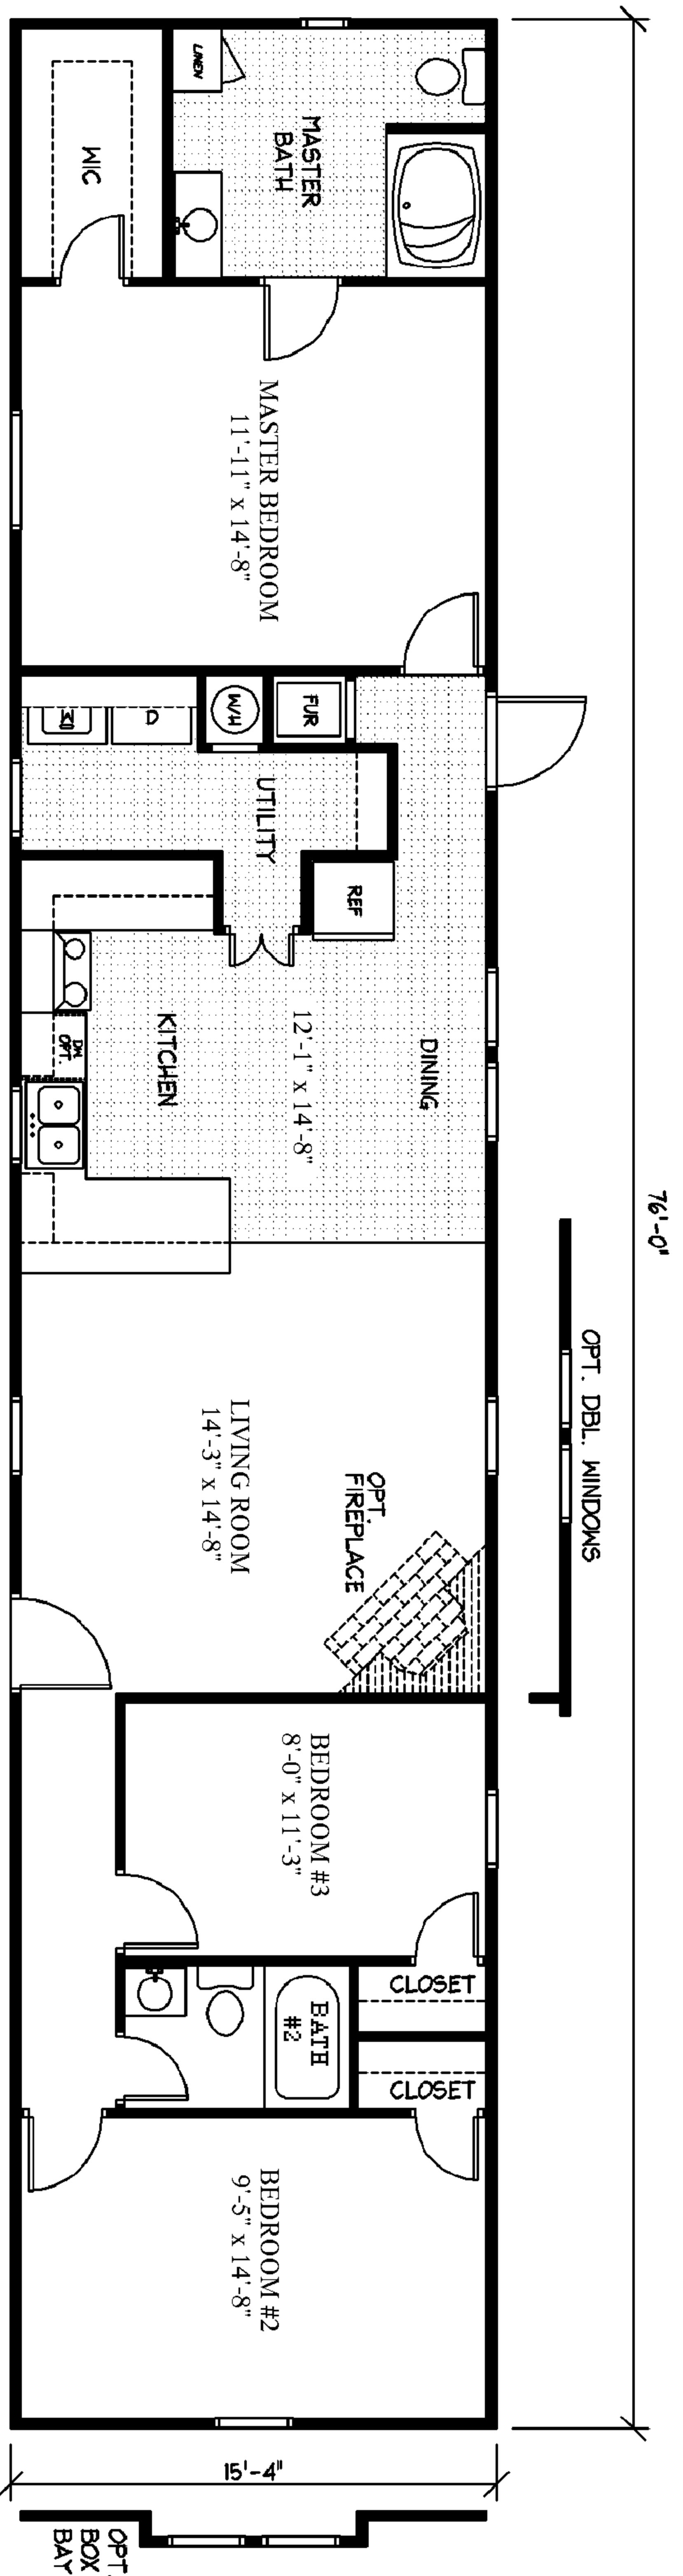 76'-0"
OPT. DBL. WINDOWS
LINEN
MASTER
BATH
WIC
MASTER BEDROOM
11'-11" x 14'-8"
FUR
W/H
D
W
UTILITY
REF
DINING
12'-1" x 14'-8"
KITCHEN
DW
OPT.
LIVING ROOM
14'-3" x 14'-8"
OPT.
FIREPLACE
BEDROOM #3
8'-0" x 11'-3"
CLOSET
CLOSET
BATH
#2
BEDROOM #2
9'-5" x 14'-8"
15'-4"
OPT.
BOX
BAY